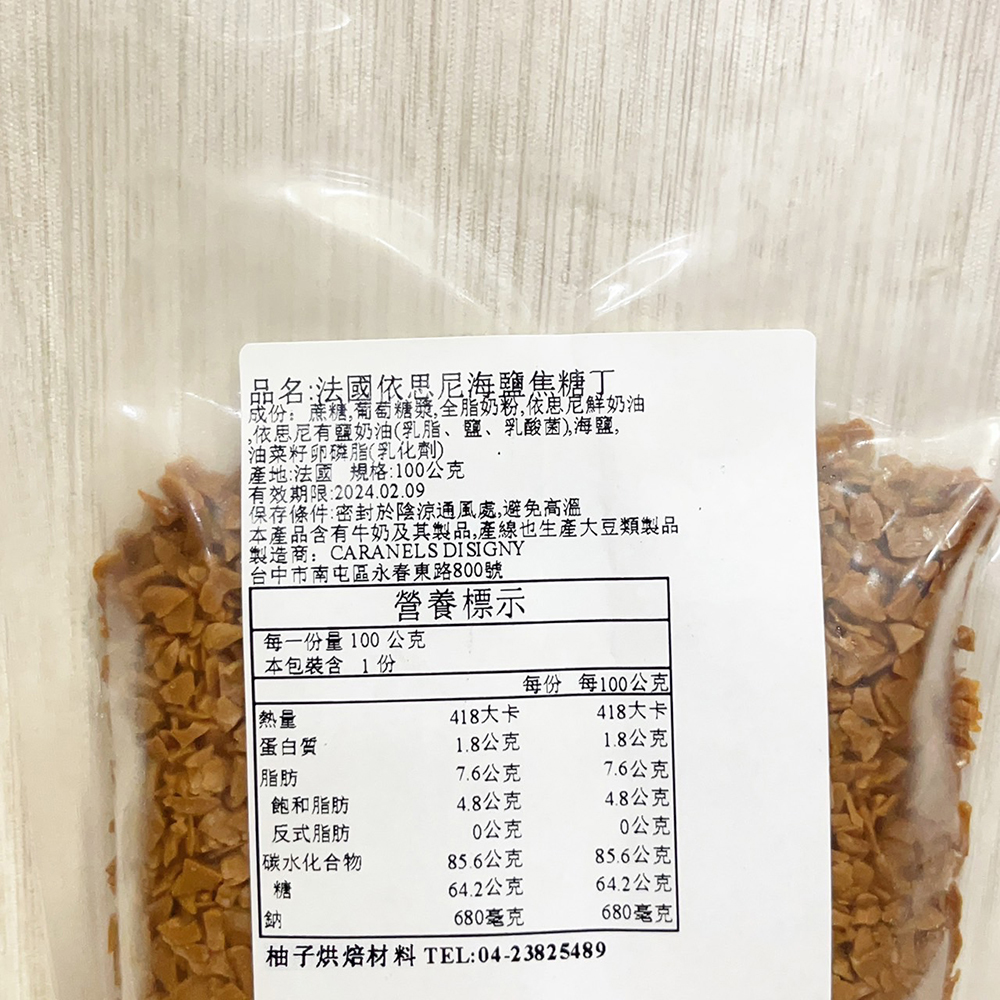 品名:法國依思尼海鹽焦糖丁
成份：蔗糖,葡萄糖漿,全脂奶粉,依思尼鮮奶油
,依思尼有鹽奶油(乳脂、鹽、乳酸菌),海鹽,
油菜籽卵磷脂(乳化劑)
產地:法國 規格:100公克
有效期限:2024.02.09
保存條件:密封於陰涼通風處,避免高溫
本產品含有牛奶及其製品,產線也生產大豆類製品
製造商：CARANELS DISIGNY
台中市南屯區永春東路800號
營養標示
每一份量 100 公克
本包裝含 1 份
每份 每100公克
熱量 418大卡 418大卡
蛋白質 1.8公克 1.8公克
脂肪 7.6公克 7.6公克
飽和脂肪 4.8公克 4.8公克
反式脂肪 0公克 0公克
碳水化合物 85.6公克 85.6公克
糖 64.2公克 64.2公克
鈉 680毫克 680毫克
柚子烘焙材料 TEL:04-23825489